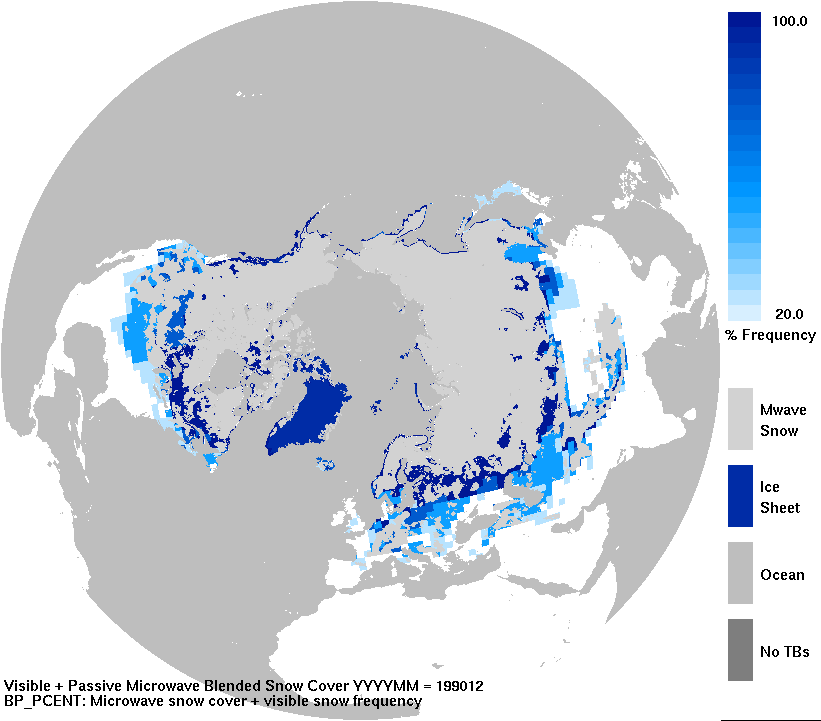 100.0
20.0
% Frequency
Mwave
Snow
Ice
Sheet
Ocean
No TBs
Visible + Passive Microwave Blended Snow Cover YYYYMM = 199012
BP_PCENT: Microwave snow cover + visible snow frequency